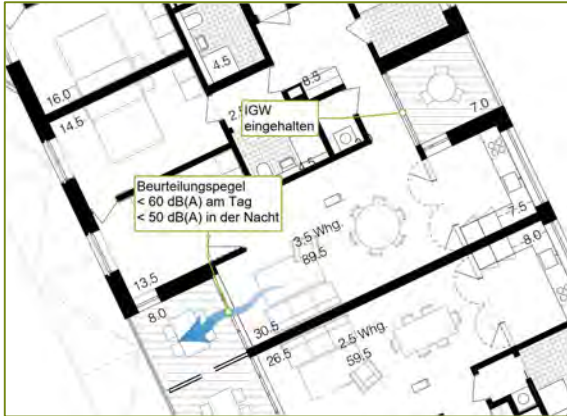 16.0
4.5
14.5
8.5
7.0
IGW
eingehalten
Beurteilungspegel
< 60 dB(A) am Tag
< 50 dB(A) in der Nacht
7.5
3.5 Whg.
89.5
8.0
13.5
8.0
30.5
26.5
2.5 Whg.
59.5